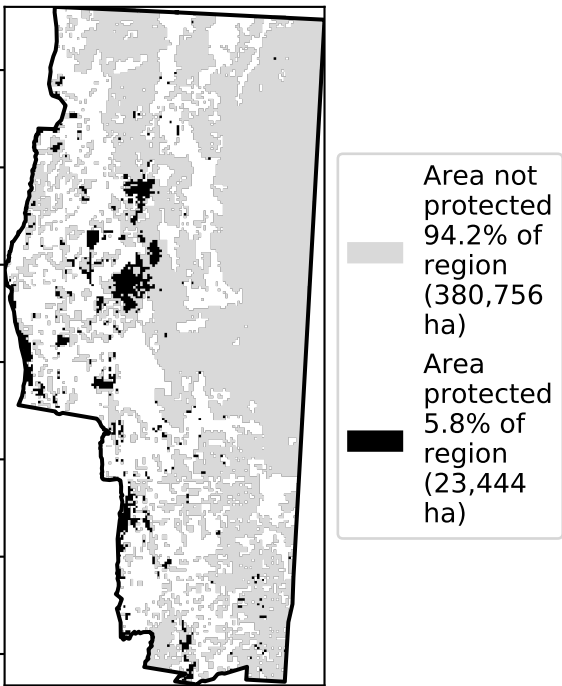 Area not
protected
94.2% of
region
(380,756
ha)
Area
protected
5.8% of
region
(23,444
ha)